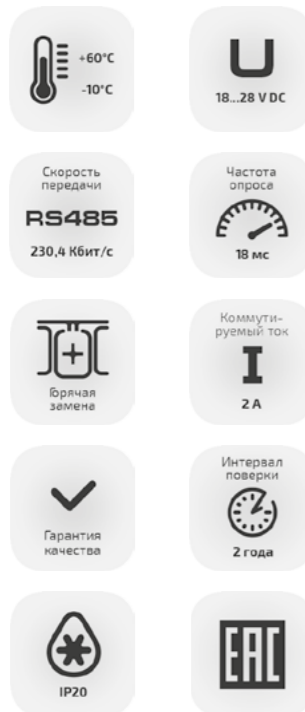 +60°C
-10°C
U
18...28 V DC
Скорость
передачи
RS485
230,4 Кбит/с
Частота
опроса
18 мс
Горячая
замена
Коммути-
руемый ток
I
2 А
Гарантия
качества
Интервал
поверки
2 года
IP20
EAC